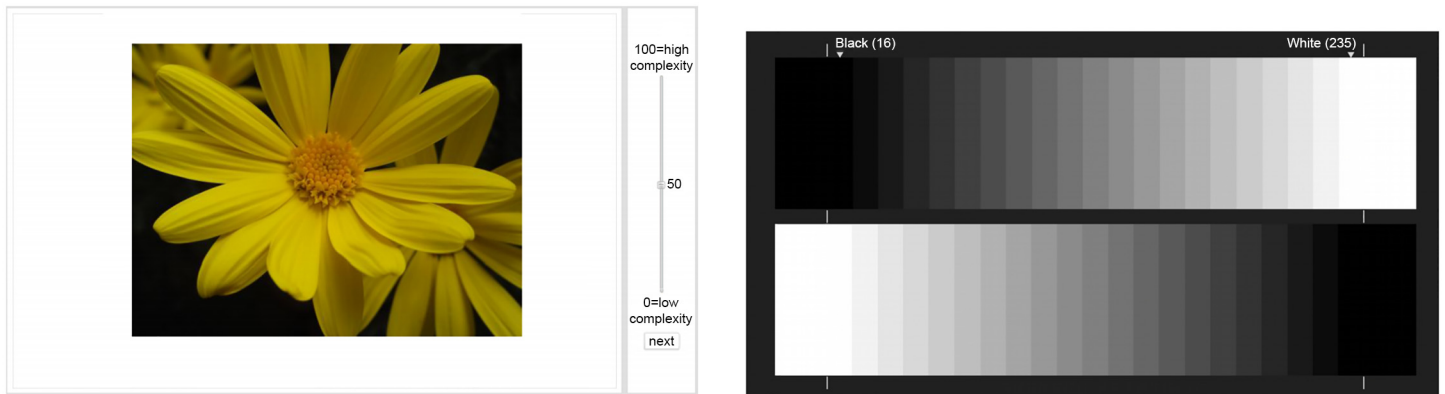 100=high
complexity
50
0=low
complexity
next
Black (16)
White (235)